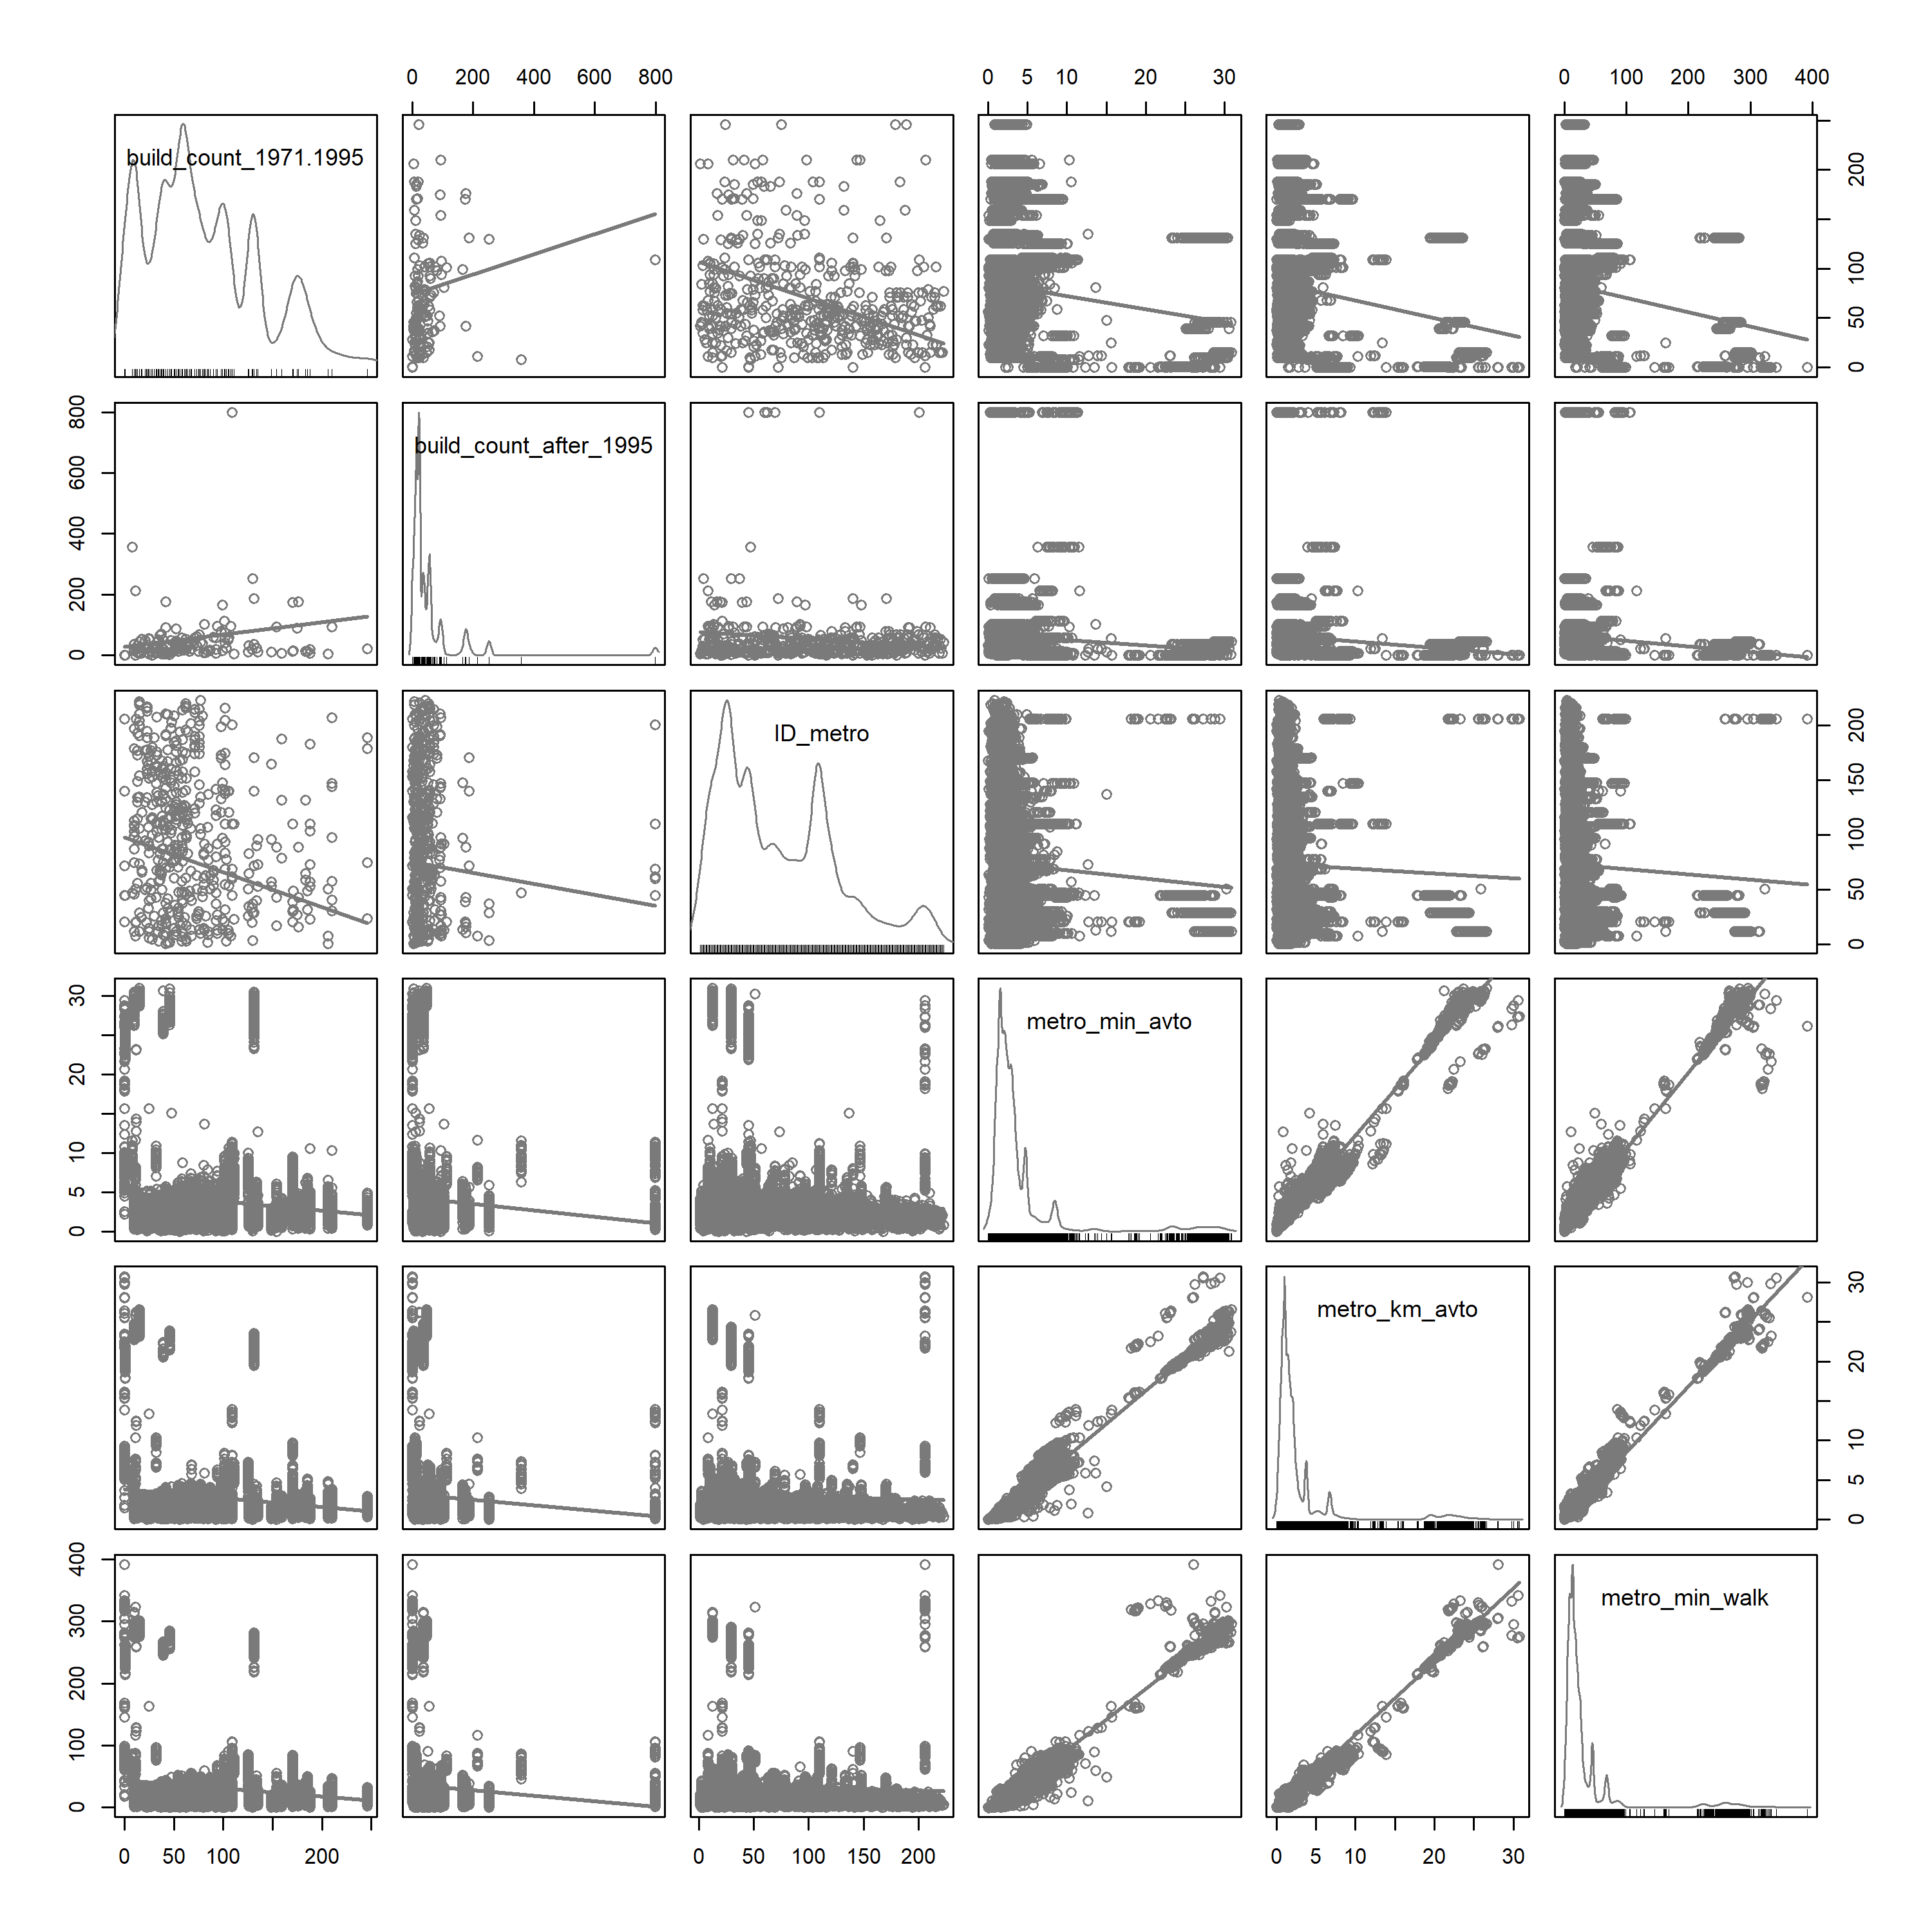 0 200 400 600 800 0 5 10 20 30 0 100 200 300 400
build_count_1971.1995
0 50 100 200
build_count_after_1995
0 200 400 600 800
ID_metro
0 50 100 150 200
metro_min_avto
0 5 10 20 30
metro_km_avto
0 5 10 20 30
metro_min_walk
0 100 200 300 400
0 50 100 200 0 50 100 150 200 0 5 10 20 30